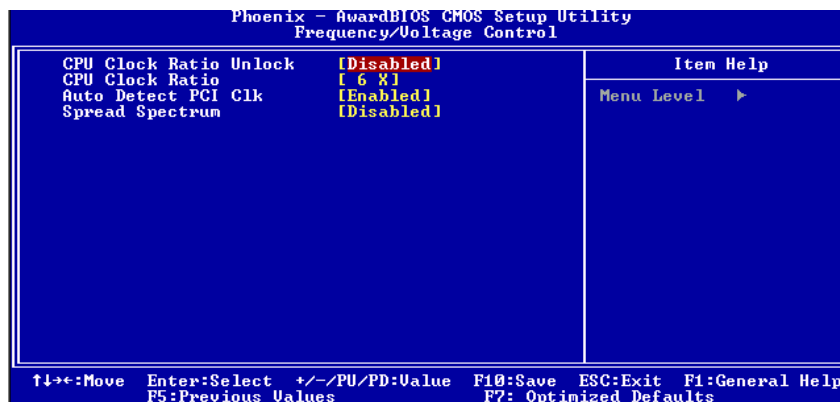 Phoenix - AwardBIOS CMOS Setup Utility
Frequency/Voltage Control
CPU Clock Ratio Unlock [Disabled]
CPU Clock Ratio [ 6 X]
Auto Detect PCI Clk [Enabled]
Spread Spectrum [Disabled]
Item Help
Menu Level ►
↑↓→←:Move Enter:Select +/-/PU/PD:Value F10:Save ESC:Exit F1:General Help
F5:Previous Values F7: Optimized Defaults